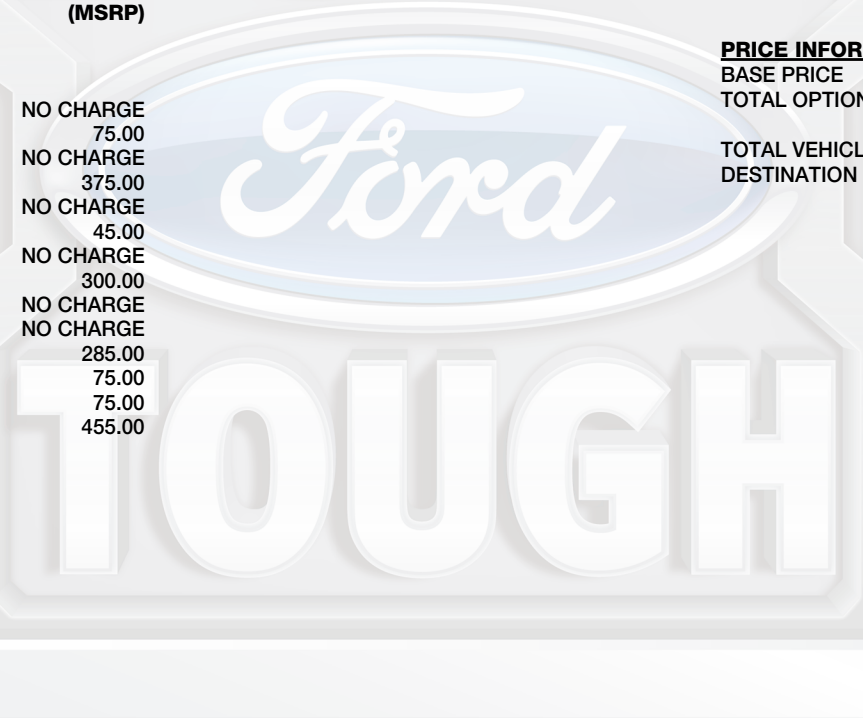 (MSRP)
NO CHARGE
75.00
NO CHARGE
375.00
NO CHARGE
45.00
NO CHARGE
300.00
NO CHARGE
NO CHARGE
285.00
75.00
75.00
455.00
PRICE INFOR
BASE PRICE
TOTAL OPTION
TOTAL VEHICL
DESTINATION
Ford
TOUGH